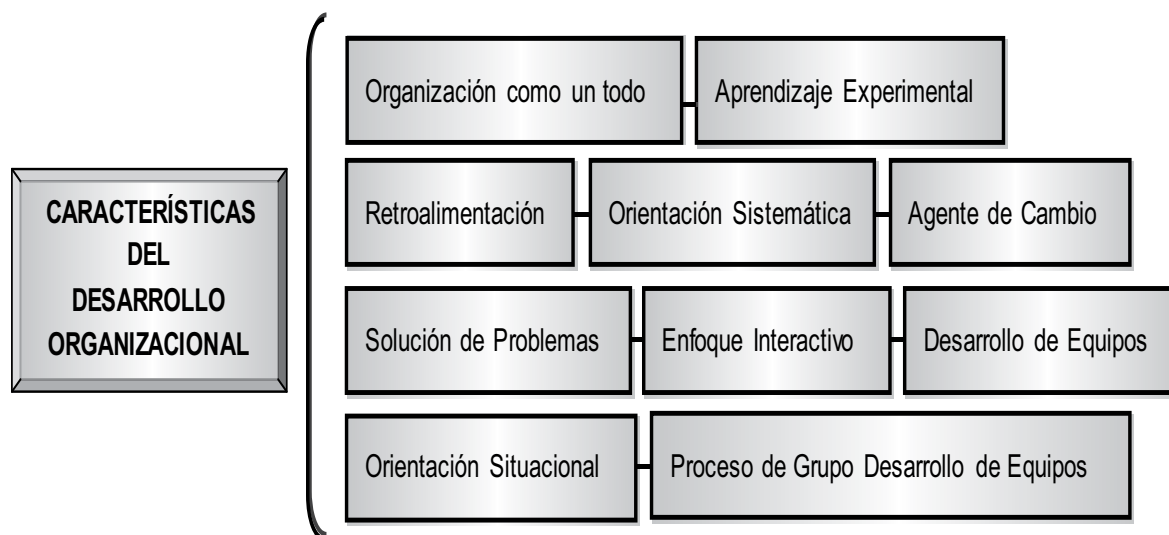 CARACTERÍSTICAS
DEL
DESARROLLO
ORGANIZACIONAL
Organización como un todo
Aprendizaje Experimental
Retroalimentación
Orientación Sistemática
Agente de Cambio
Solución de Problemas
Enfoque Interactivo
Desarrollo de Equipos
Orientación Situacional
Proceso de Grupo Desarrollo de Equipos